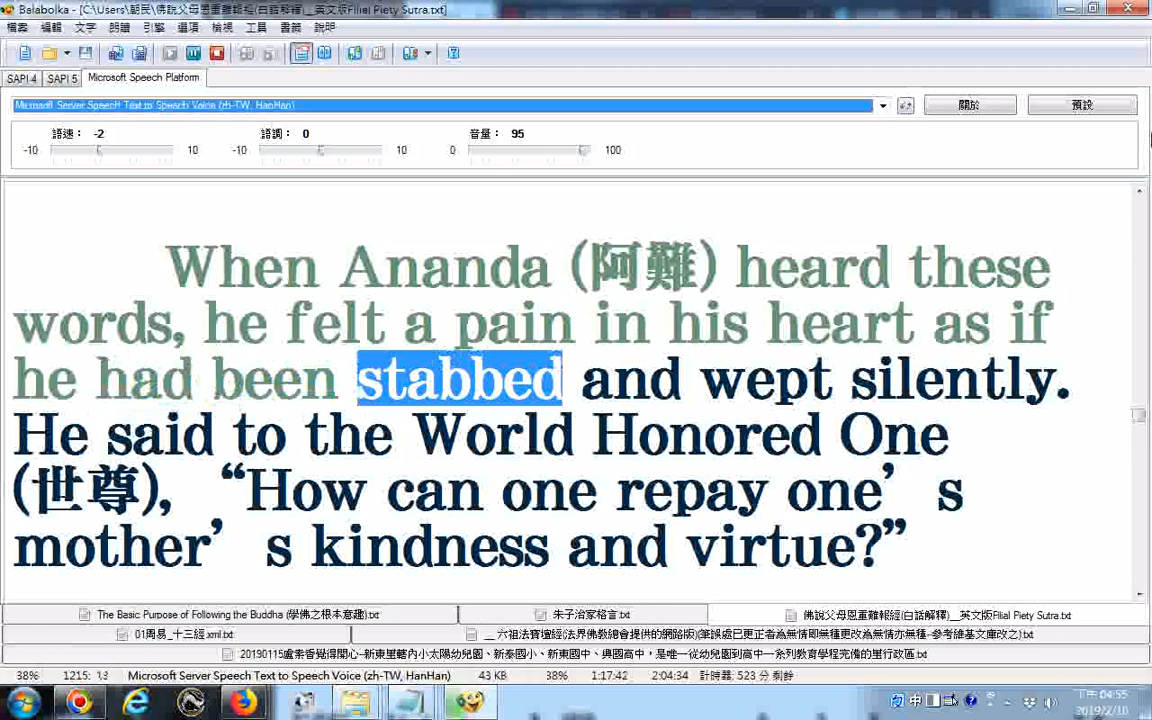 Balabolka - [C:\Users\朝民\佛說父母恩重難報經(白話解釋)__英文版Filial Piety Sutra.txt]
檔案 編輯 文字 朗讀 引擎 選項 檢視 工具 書籤 說明
SAPI 4 SAPI 5 Microsoft Speech Platform
Microsoft Server Speech Text to Speech Voice (zh-TW, HanHan)
關於 預設
語速： -2 語調： 0 音量： 95
-10 10 -10 10 0 100
When Ananda (阿難) heard these
words, he felt a pain in his heart as if
he had been stabbed and wept silently.
He said to the World Honored One
(世尊), “How can one repay one’s
mother’s kindness and virtue?”
The Basic Purpose of Following the Buddha (學佛之根本意趣).txt 朱子治家格言.txt 佛說父母恩重難報經(白話解釋)__英文版Filial Piety Sutra.txt
01周易_十三經.xml.txt __六祖法寶壇經(法界佛教總會提供的網路版)(筆誤處已更正者為無情即無種更改為無情亦無種-參考維基文庫改之).txt
20190115盧素香覺得開心~新東里轄內小太陽幼兒園、新泰國小、新東國中、興國高中，是唯一從幼兒園到高中一系列教育學程完備的里行政區.txt
38% 1215: 13 Microsoft Server Speech Text to Speech Voice (zh-TW, HanHan) 43 KB 38% 1:17:42 2:04:34 計時器: 523 分 剩餘
中 下午 04:55
2019/2/10